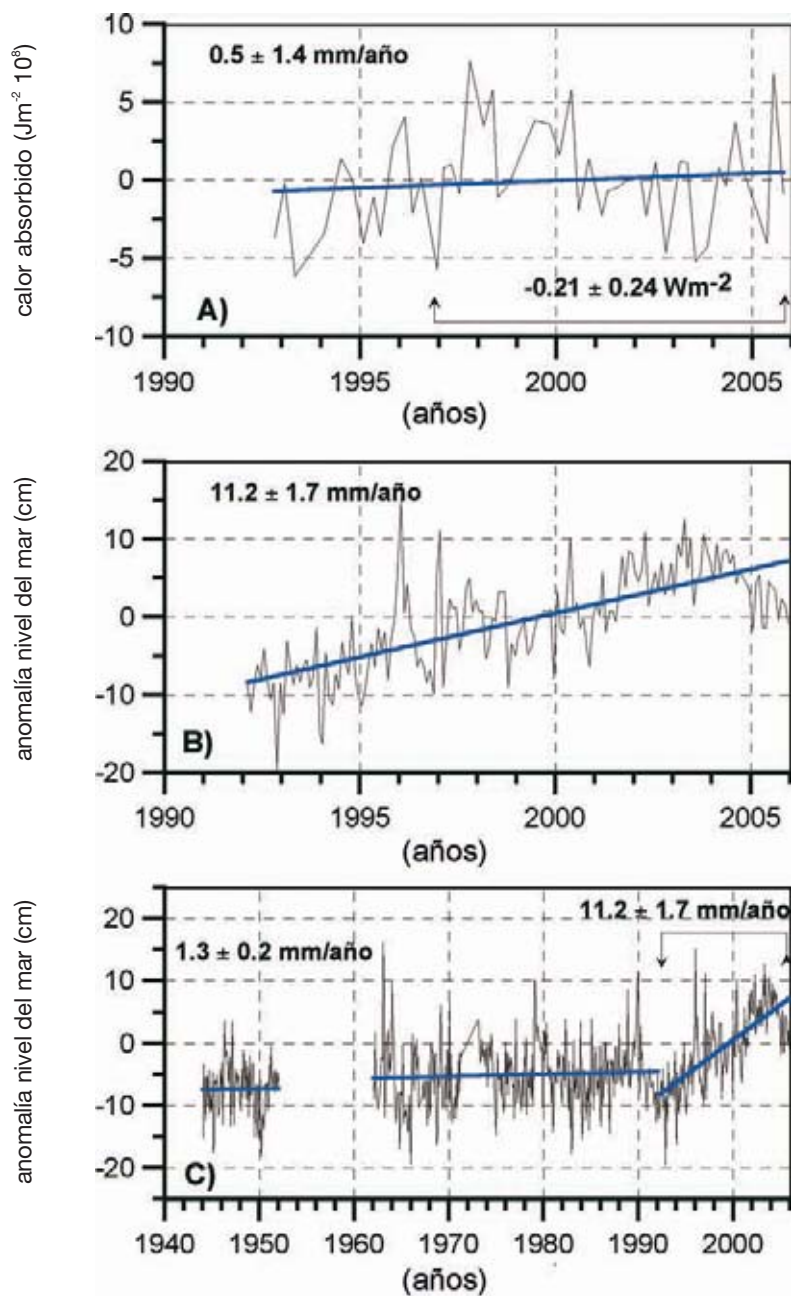 calor absorbido (Jm⁻² 10⁸)
10
5
0
-5
-10
0.5 ± 1.4 mm/año
-0.21 ± 0.24 Wm⁻²
A)
1990 1995 2000 2005
(años)
anomalía nivel del mar (cm)
20
10
0
-10
-20
11.2 ± 1.7 mm/año
B)
1990 1995 2000 2005
(años)
anomalía nivel del mar (cm)
20
10
0
-10
-20
1.3 ± 0.2 mm/año
11.2 ± 1.7 mm/año
C)
1940 1950 1960 1970 1980 1990 2000
(años)